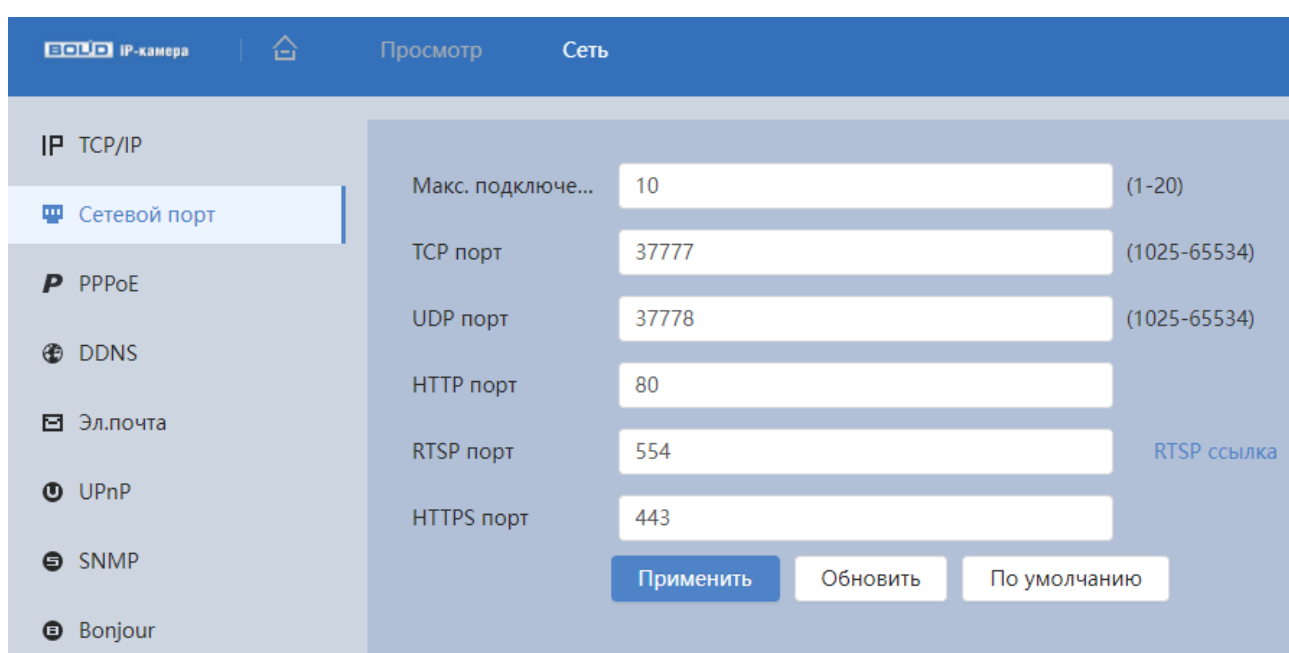 BOLID IP-камера Просмотр Сеть
TCP/IP
Сетевой порт
PPPoE
DDNS
Эл.почта
UPnP
SNMP
Bonjour
Макс. подключе... 10 (1-20)
TCP порт 37777 (1025-65534)
UDP порт 37778 (1025-65534)
HTTP порт 80
RTSP порт 554 RTSP ссылка
HTTPS порт 443
Применить Обновить По умолчанию